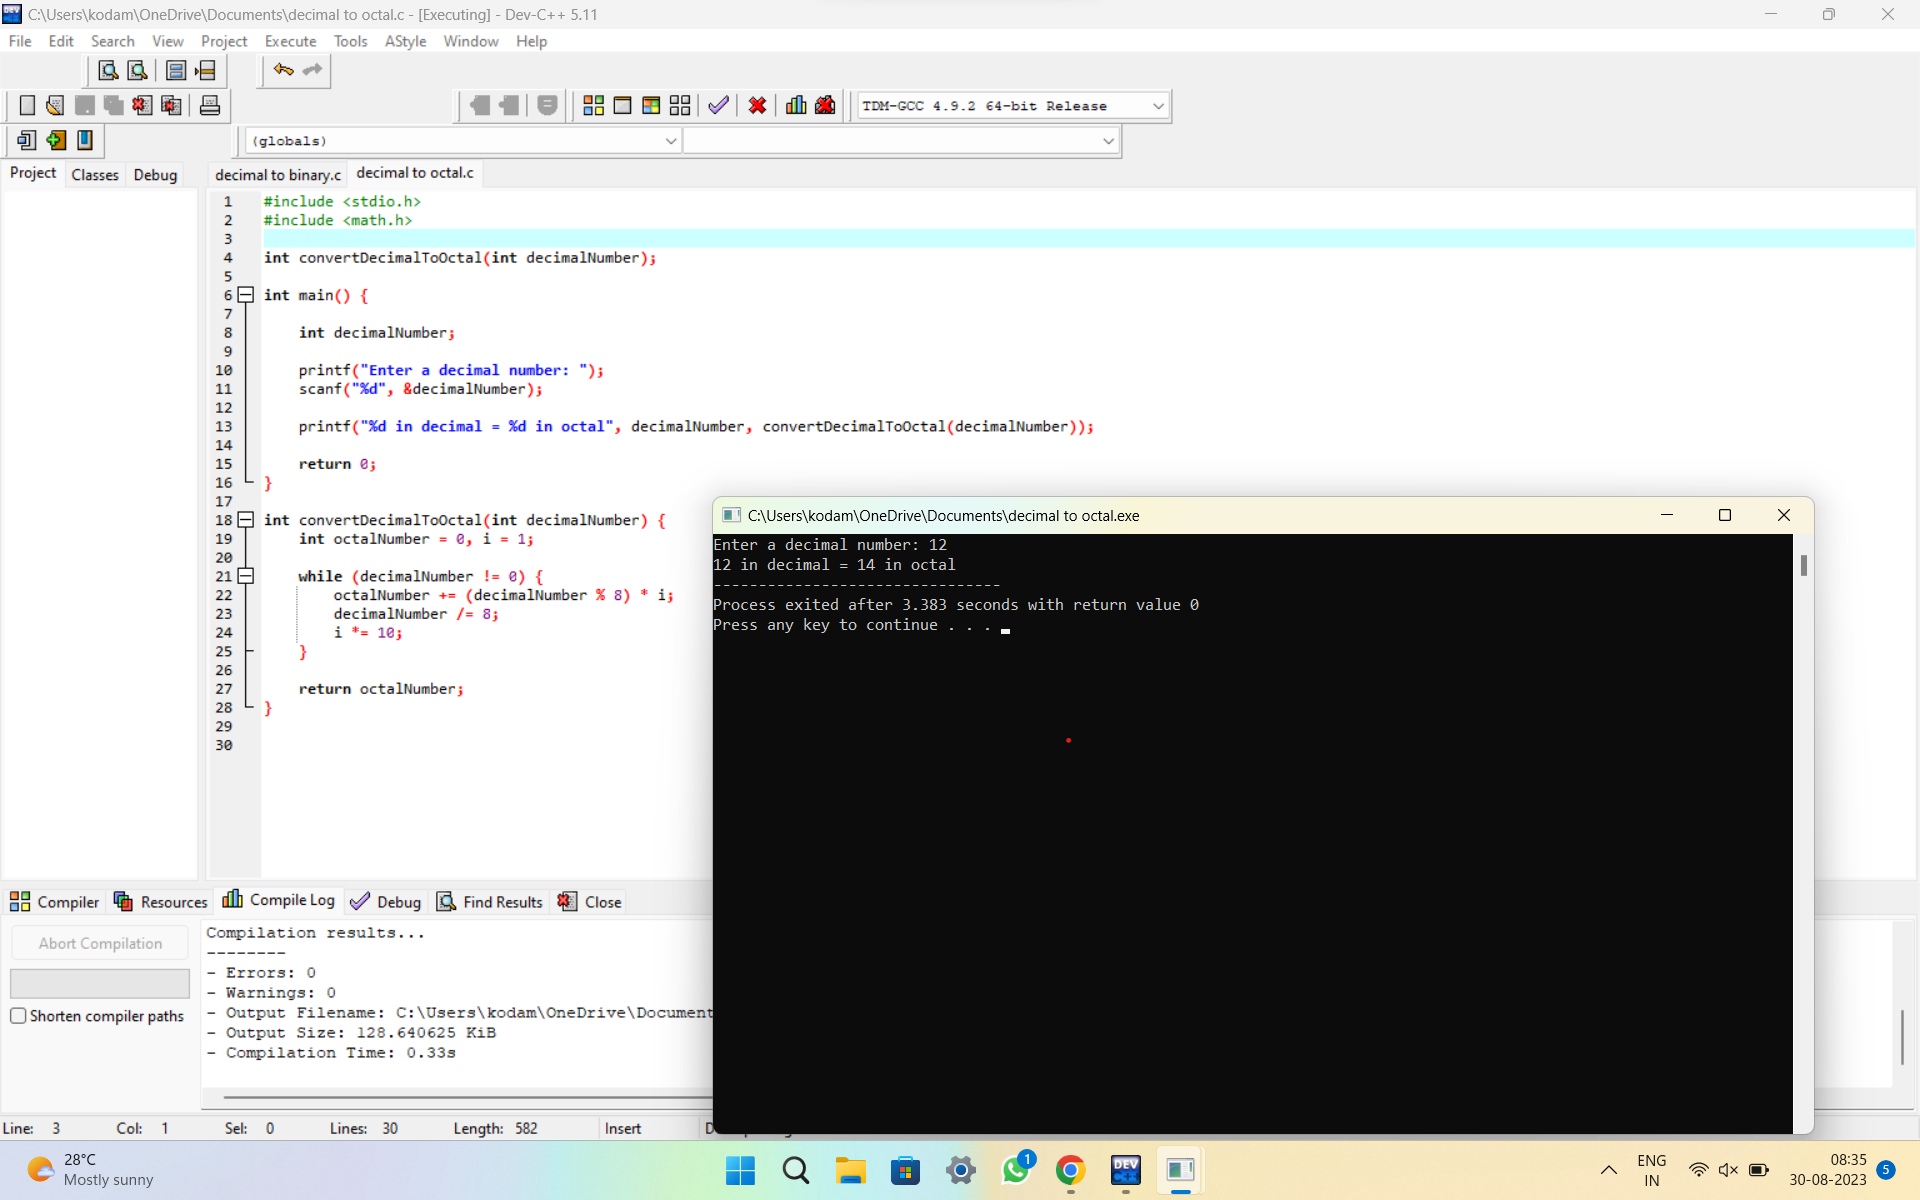 C:\Users\kodam\OneDrive\Documents\decimal to octal.c - [Executing] - Dev-C++ 5.11
File Edit Search View Project Execute Tools AStyle Window Help
TDM-GCC 4.9.2 64-bit Release
(globals)
Project Classes Debug decimal to binary.c decimal to octal.c
1 #include <stdio.h>
2 #include <math.h>
3
4 int convertDecimalToOctal(int decimalNumber);
5
6 int main() {
7
8 int decimalNumber;
9
10 printf("Enter a decimal number: ");
11 scanf("%d", &decimalNumber);
12
13 printf("%d in decimal = %d in octal", decimalNumber, convertDecimalToOctal(decimalNumber));
14
15 return 0;
16 }
17
18 int convertDecimalToOctal(int decimalNumber) {
19 int octalNumber = 0, i = 1;
20
21 while (decimalNumber != 0) {
22 octalNumber += (decimalNumber % 8) * i;
23 decimalNumber /= 8;
24 i *= 10;
25 }
26
27 return octalNumber;
28 }
29
30
C:\Users\kodam\OneDrive\Documents\decimal to octal.exe
Enter a decimal number: 12
12 in decimal = 14 in octal
--------------------------------
Process exited after 3.383 seconds with return value 0
Press any key to continue . . .
Compiler Resources Compile Log Debug Find Results Close
Abort Compilation
Shorten compiler paths
Compilation results...
--------
- Errors: 0
- Warnings: 0
- Output Filename: C:\Users\kodam\OneDrive\Document
- Output Size: 128.640625 KiB
- Compilation Time: 0.33s
Line: 3 Col: 1 Sel: 0 Lines: 30 Length: 582 Insert
28°C
Mostly sunny
DEV C++
1
ENG
IN
08:35
30-08-2023
5